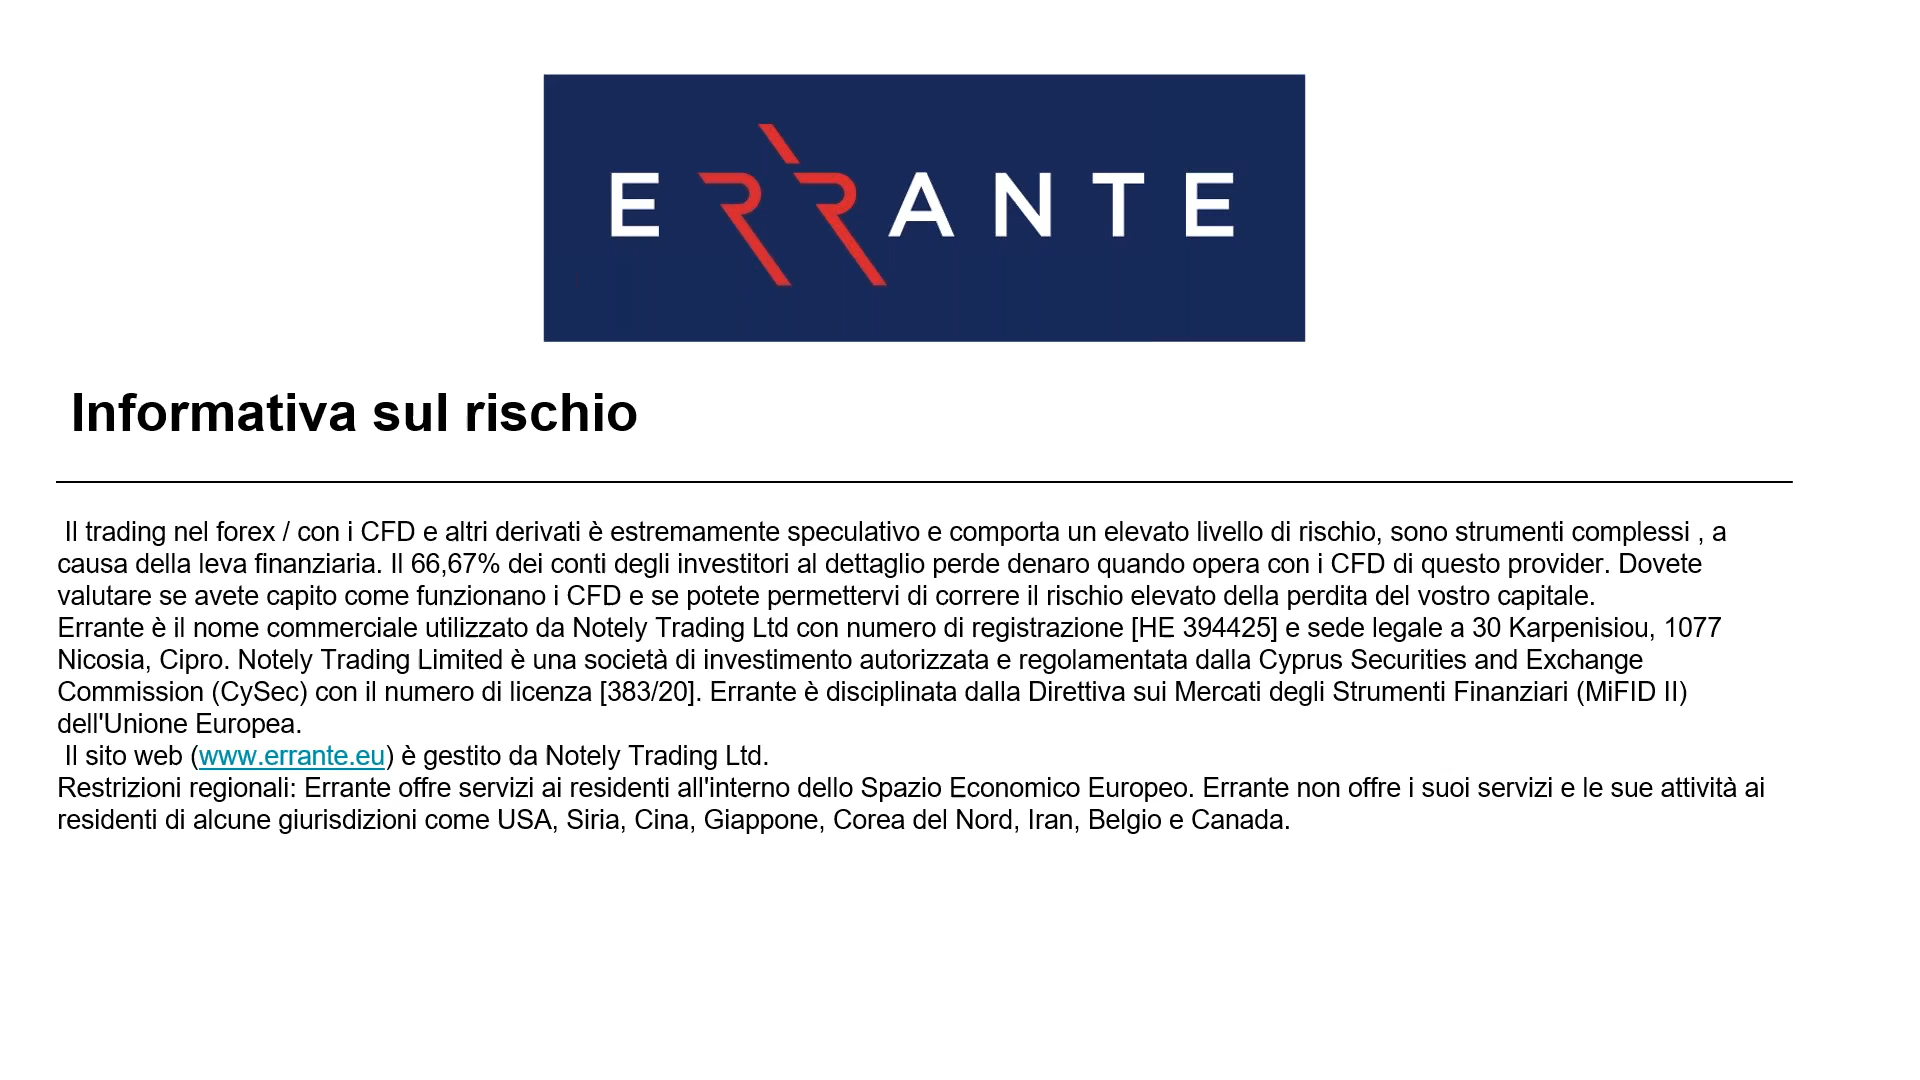 ERRANTE
Informativa sul rischio
Il trading nel forex / con i CFD e altri derivati è estremamente speculativo e comporta un elevato livello di rischio, sono strumenti complessi , a
causa della leva finanziaria. Il 66,67% dei conti degli investitori al dettaglio perde denaro quando opera con i CFD di questo provider. Dovete
valutare se avete capito come funzionano i CFD e se potete permettervi di correre il rischio elevato della perdita del vostro capitale.
Errante è il nome commerciale utilizzato da Notely Trading Ltd con numero di registrazione [HE 394425] e sede legale a 30 Karpenisiou, 1077
Nicosia, Cipro. Notely Trading Limited è una società di investimento autorizzata e regolamentata dalla Cyprus Securities and Exchange
Commission (CySec) con il numero di licenza [383/20]. Errante è disciplinata dalla Direttiva sui Mercati degli Strumenti Finanziari (MiFID II)
dell'Unione Europea.
Il sito web (www.errante.eu) è gestito da Notely Trading Ltd.
Restrizioni regionali: Errante offre servizi ai residenti all'interno dello Spazio Economico Europeo. Errante non offre i suoi servizi e le sue attività ai
residenti di alcune giurisdizioni come USA, Siria, Cina, Giappone, Corea del Nord, Iran, Belgio e Canada.